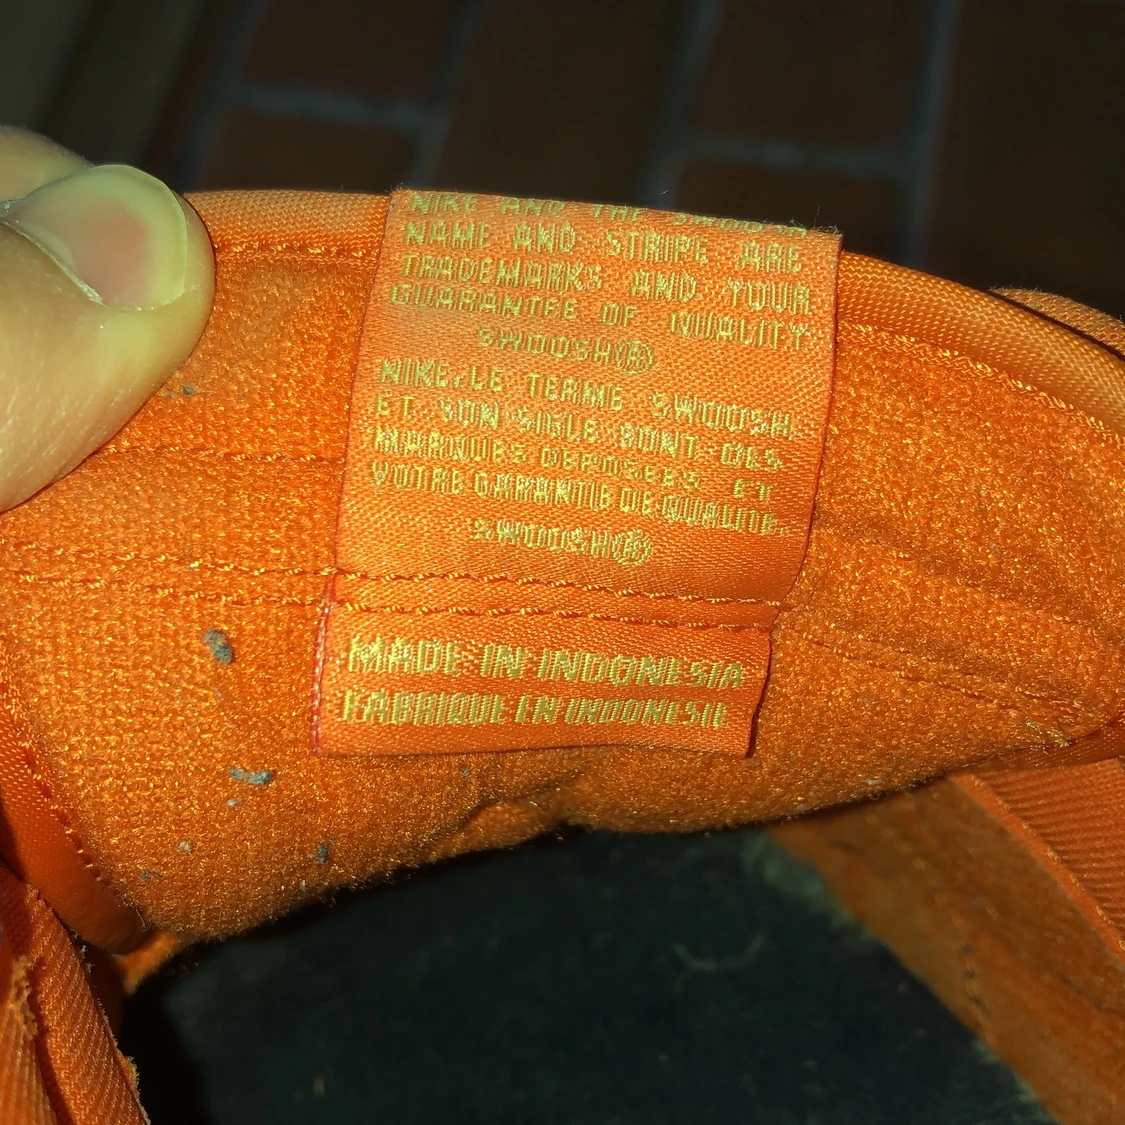 NIKE AND THE SWOOSH
NAME AND STRIPE ARE
TRADEMARKS AND YOUR
GUARANTEE OF QUALITY
SWOOSH®
NIKE, LE TERME SWOOSH
ET SON SIGLE SONT DES
MARQUES DEPOSEES ET
VOTRE GARANTIE DE QUALITE.
SWOOSH®
MADE IN INDONESIA
FABRIQUE EN INDONESIE